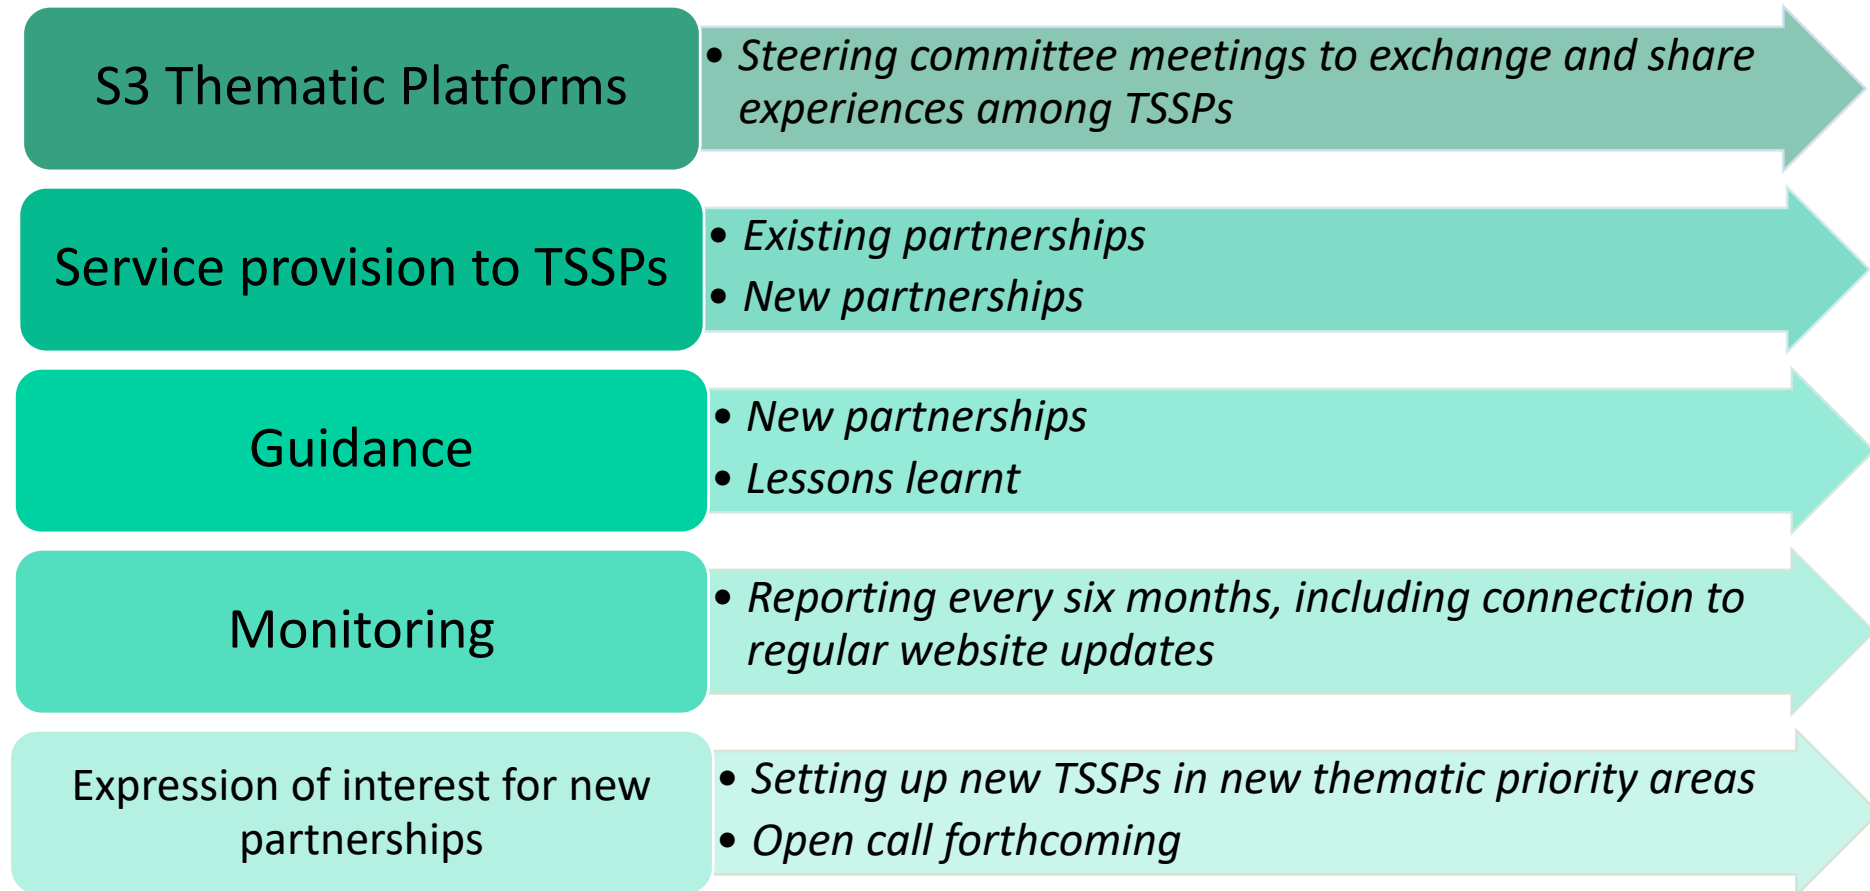 S3 Thematic Platforms
• Steering committee meetings to exchange and share
experiences among TSSPs
Service provision to TSSPs
• Existing partnerships
• New partnerships
Guidance
• New partnerships
• Lessons learnt
Monitoring
• Reporting every six months, including connection to
regular website updates
Expression of interest for new
partnerships
• Setting up new TSSPs in new thematic priority areas
• Open call forthcoming